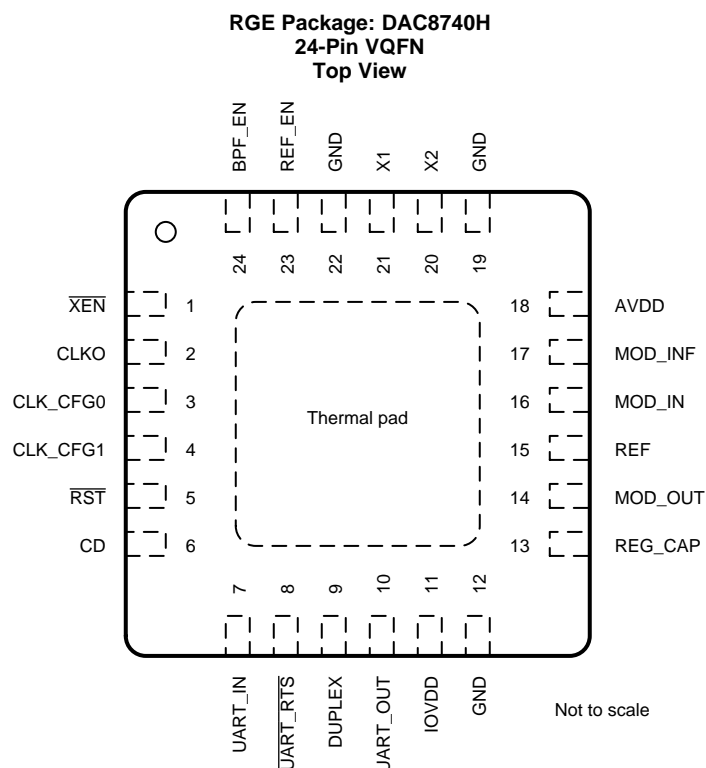 RGE Package: DAC8740H
24-Pin VQFN
Top View
BPF_EN
REF_EN
GND
X1
X2
GND
24
23
22
21
20
19
XEN
1
CLKO
2
CLK_CFG0
3
CLK_CFG1
4
RST
5
CD
6
Thermal pad
18
AVDD
17
MOD_INF
16
MOD_IN
15
REF
14
MOD_OUT
13
REG_CAP
7
8
9
10
11
12
UART_IN
UART_RTS
DUPLEX
UART_OUT
IOVDD
GND
Not to scale